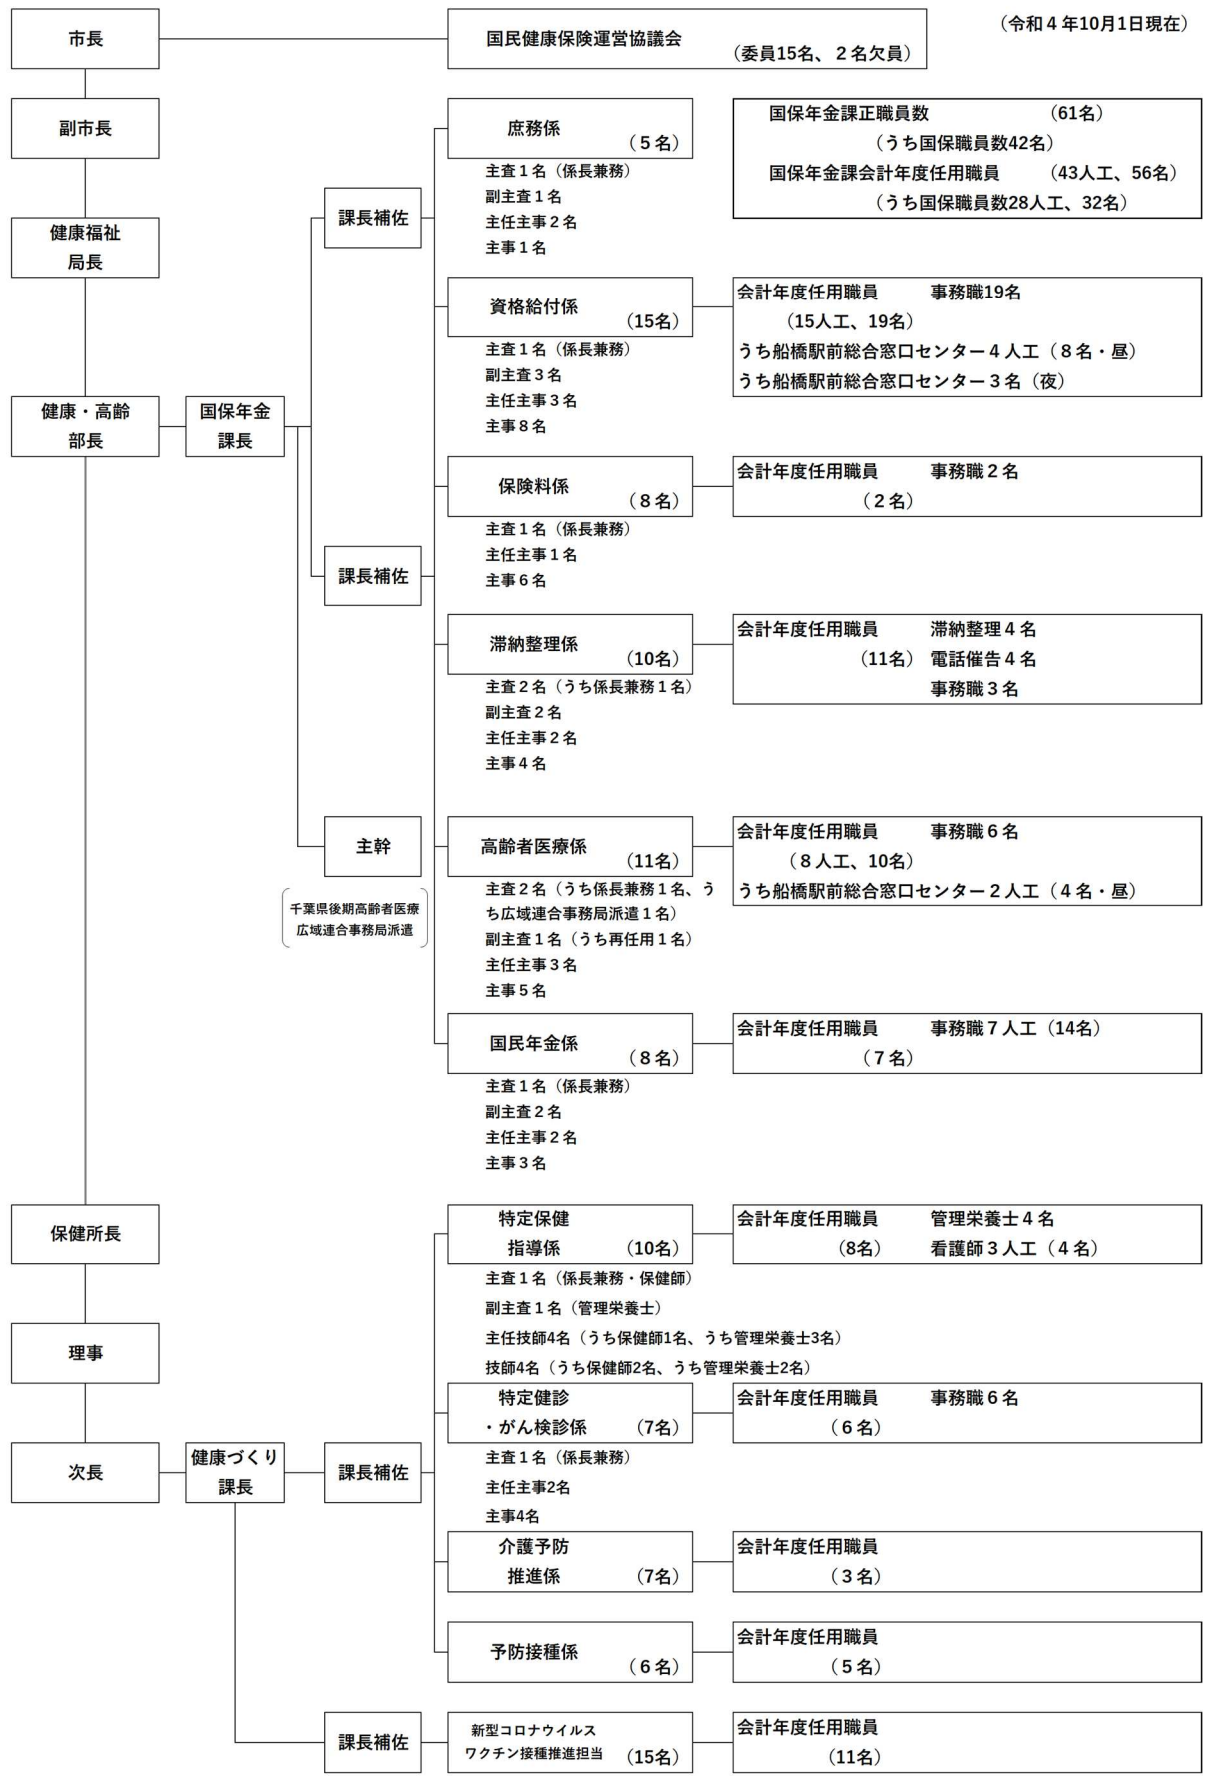 （令和４年10月1日現在）
市長
国民健康保険運営協議会
（委員15名、２名欠員）
副市長
健康福祉
局長
健康・高齢
部長
国保年金
課長
課長補佐
課長補佐
主幹
千葉県後期高齢者医療
広域連合事務局派遣
国保年金課正職員数　（61名）
（うち国保職員数42名）
国保年金課会計年度任用職員　（43人工、56名）
（うち国保職員数28人工、32名）
庶務係
（５名）
主査１名（係長兼務）
副主査１名
主任主事２名
主事１名
資格給付係
（15名）
主査１名（係長兼務）
副主査３名
主任主事３名
主事８名
会計年度任用職員　事務職19名
（15人工、19名）
うち船橋駅前総合窓口センター４人工（８名・昼）
うち船橋駅前総合窓口センター３名（夜）
保険料係
（８名）
主査１名（係長兼務）
主任主事１名
主事６名
会計年度任用職員　事務職２名
（２名）
滞納整理係
（10名）
主査２名（うち係長兼務１名）
副主査２名
主任主事２名
主事４名
会計年度任用職員　滞納整理４名
（11名）電話催告４名
事務職３名
高齢者医療係
（11名）
主査２名（うち係長兼務１名、う
ち広域連合事務局派遣１名）
副主査１名（うち再任用１名）
主任主事３名
主事５名
会計年度任用職員　事務職６名
（８人工、10名）
うち船橋駅前総合窓口センター２人工（４名・昼）
国民年金係
（８名）
主査１名（係長兼務）
副主査２名
主任主事２名
主事３名
会計年度任用職員　事務職７人工（14名）
（７名）
保健所長
理事
次長
健康づくり
課長
課長補佐
特定保健
指導係　（10名）
主査１名（係長兼務・保健師）
副主査１名（管理栄養士）
主任技師4名（うち保健師1名、うち管理栄養士3名）
技師4名（うち保健師2名、うち管理栄養士2名）
会計年度任用職員　管理栄養士４名
（8名）　看護師３人工（４名）
特定健診
・がん検診係　（7名）
主査１名（係長兼務）
主任主事2名
主事4名
会計年度任用職員　事務職６名
（６名）
介護予防
推進係　（7名）
会計年度任用職員
（３名）
予防接種係
（６名）
会計年度任用職員
（５名）
課長補佐
新型コロナウイルス
ワクチン接種推進担当　（15名）
会計年度任用職員
（11名）